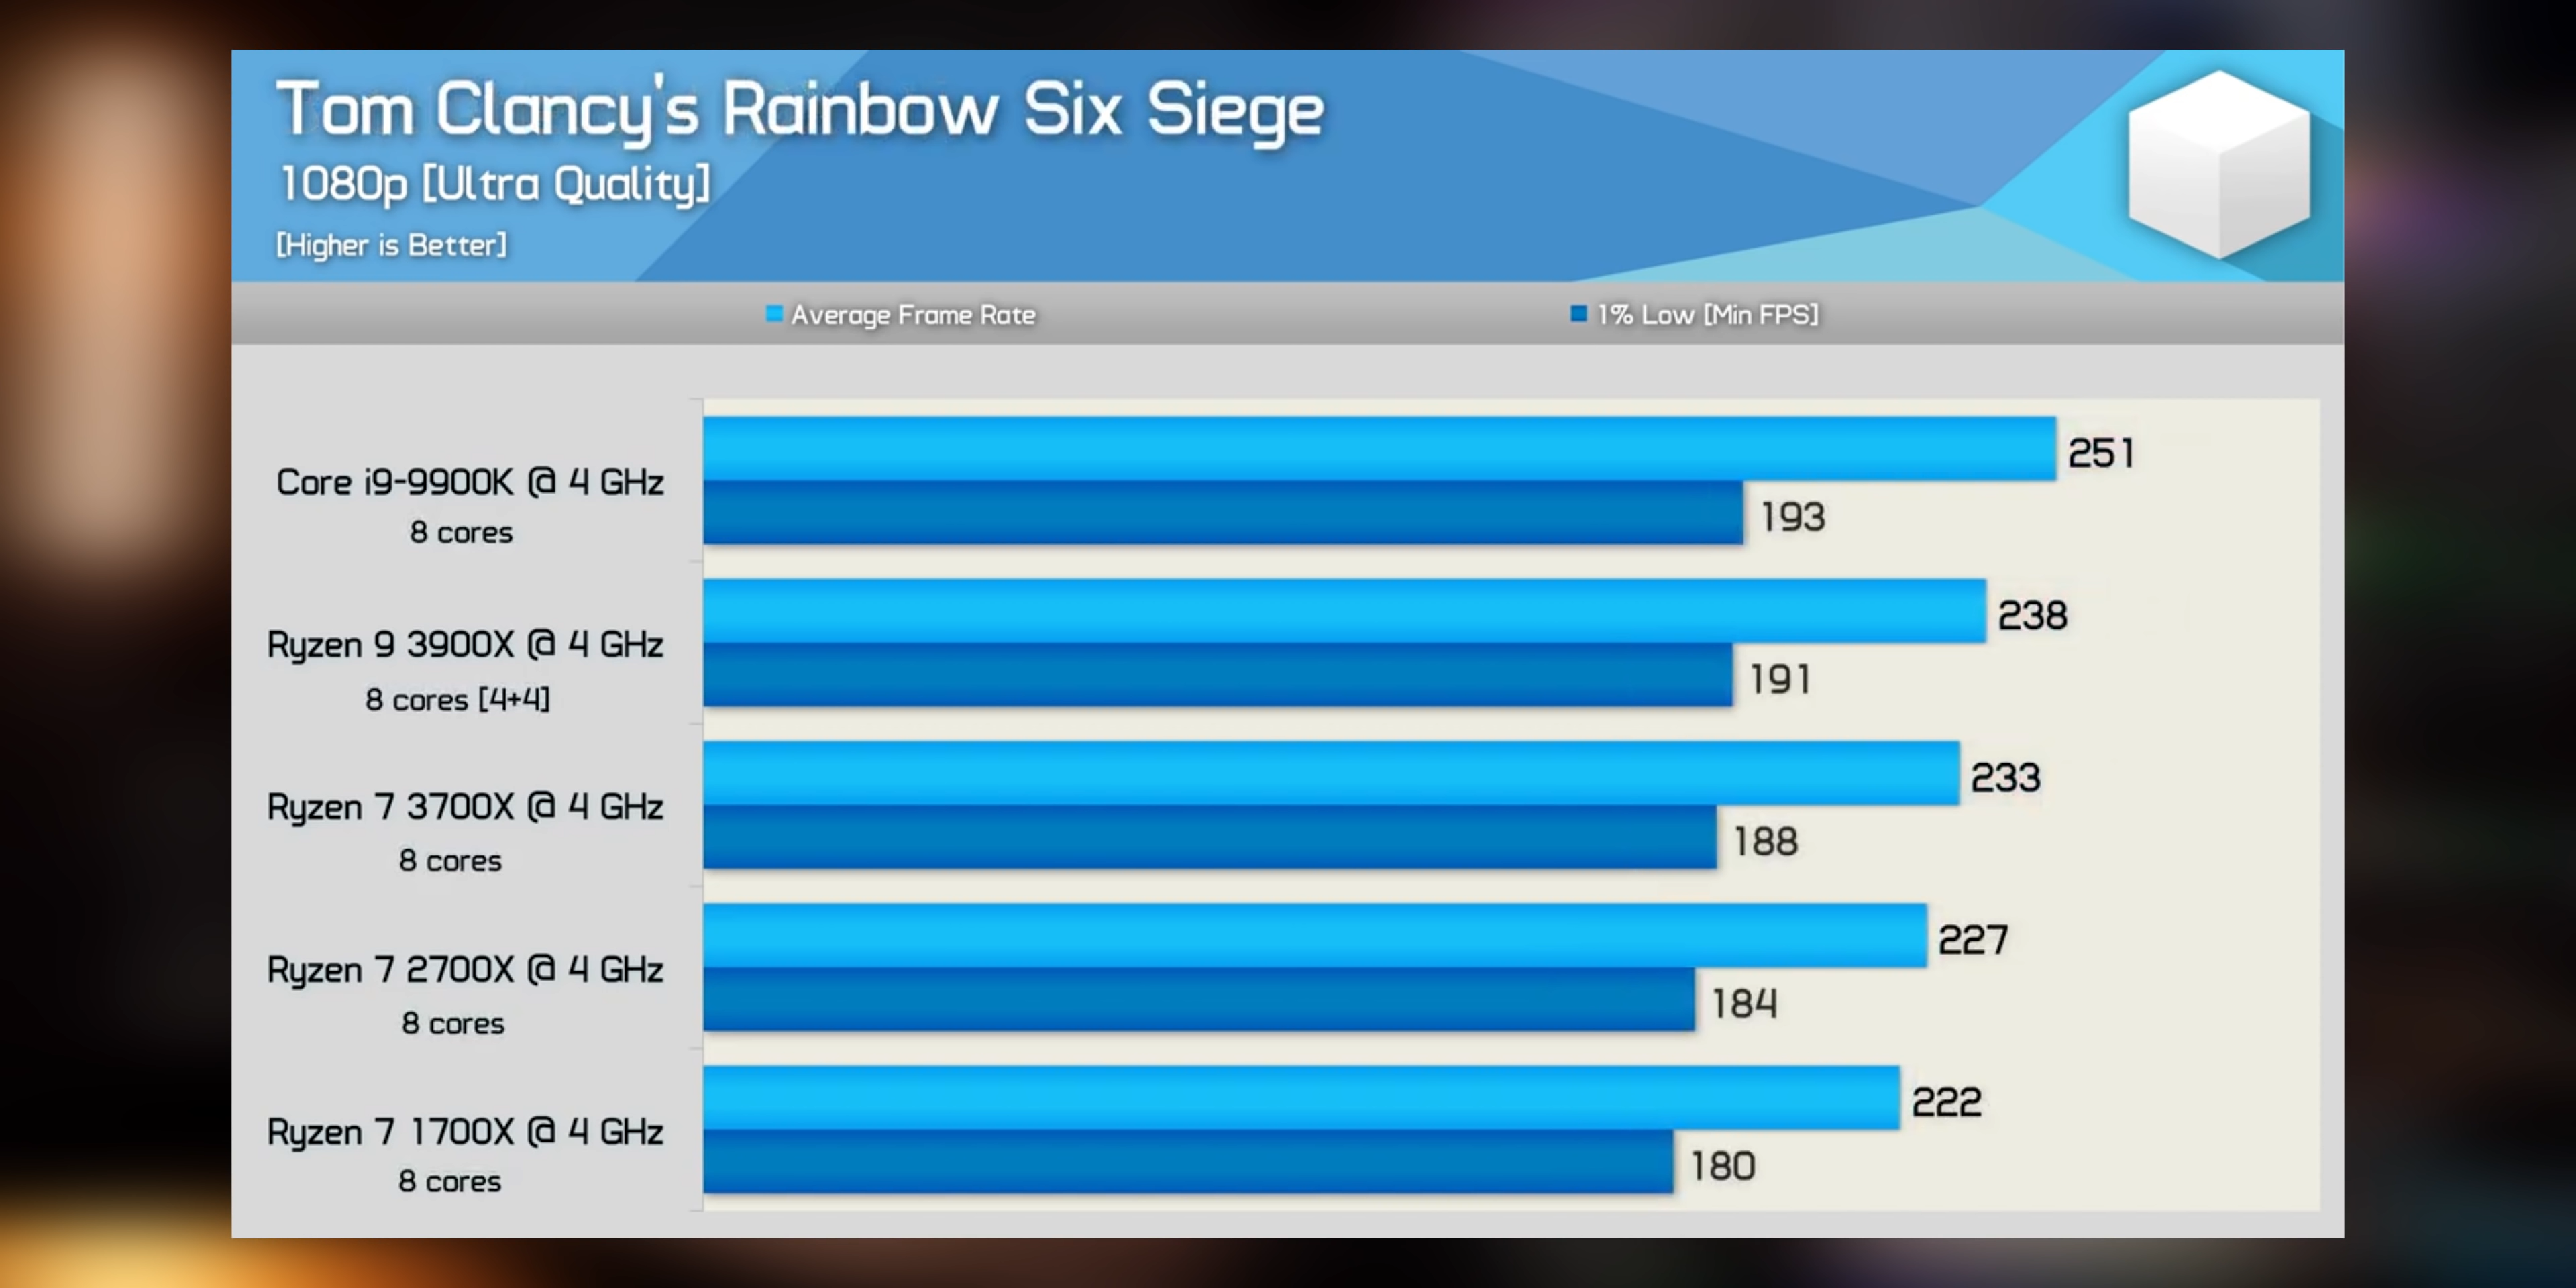 Tom Clancy's Rainbow Six Siege
1080p [Ultra Quality]
[Higher is Better]
Average Frame Rate
1% Low [Min FPS]
Core i9-9900K @ 4 GHz
8 cores
251
193
Ryzen 9 3900X @ 4 GHz
8 cores [4+4]
238
191
Ryzen 7 3700X @ 4 GHz
8 cores
233
188
Ryzen 7 2700X @ 4 GHz
8 cores
227
184
Ryzen 7 1700X @ 4 GHz
8 cores
222
180